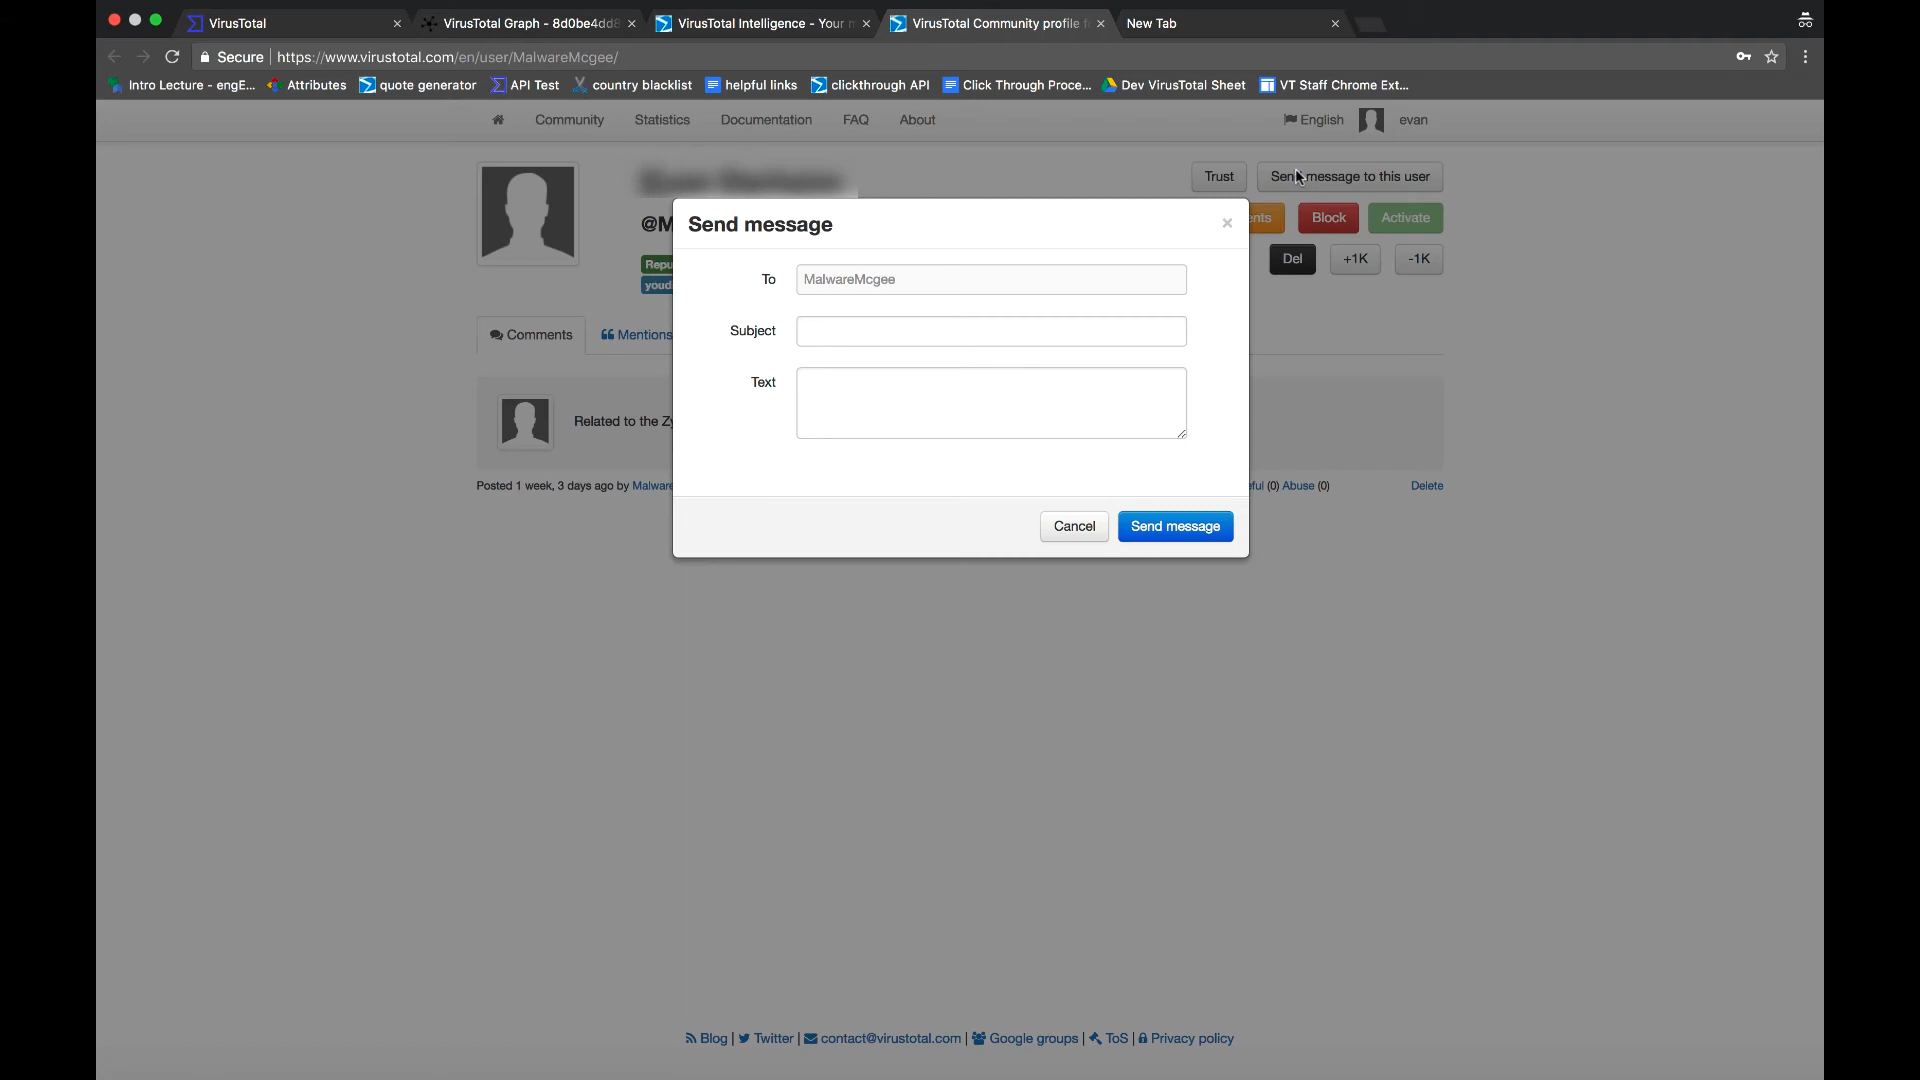 VirusTotal
VirusTotal Graph - 8d0be4dd8
VirusTotal Intelligence - Your m
VirusTotal Community profile f
New Tab
Secure | https://www.virustotal.com/en/user/MalwareMcgee/
Intro Lecture - engE...
Attributes
quote generator
API Test
country blacklist
helpful links
clickthrough API
Click Through Proce...
Dev VirusTotal Sheet
VT Staff Chrome Ext...
Community
Statistics
Documentation
FAQ
About
English
evan
Trust
Send message to this user
@M
Block
Activate
Repu
youd
Del
+1K
-1K
Comments
Mentions
Related to the Zy
Posted 1 week, 3 days ago by Malware
(0) Abuse (0)
Delete
Send message
×
To
MalwareMcgee
Subject
Text
Cancel
Send message
Blog | Twitter | contact@virustotal.com | Google groups | ToS | Privacy policy